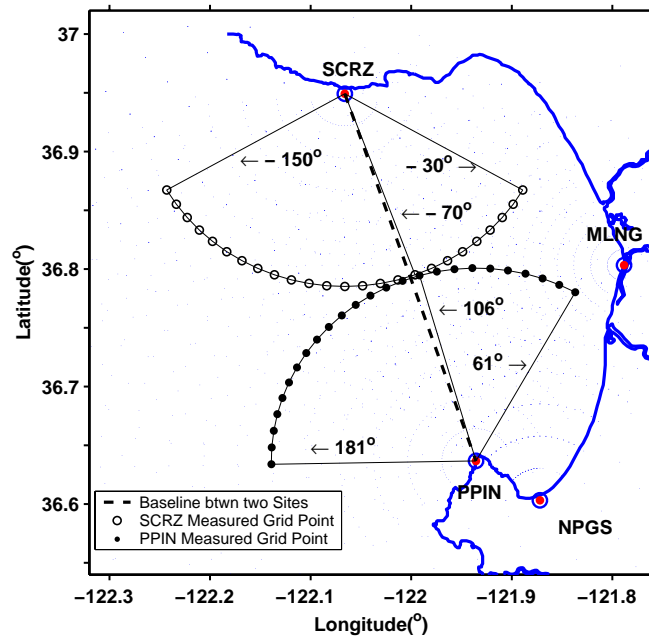 37
SCRZ
36.9
← – 150°
– 30° →
← – 70°
MLNG
36.8
Latitude(°)
← 106°
36.7
61° →
← 181°
PPIN
36.6
NPGS
Baseline btwn two Sites
SCRZ Measured Grid Point
PPIN Measured Grid Point
–122.3 –122.2 –122.1 –122 –121.9 –121.8
Longitude(°)